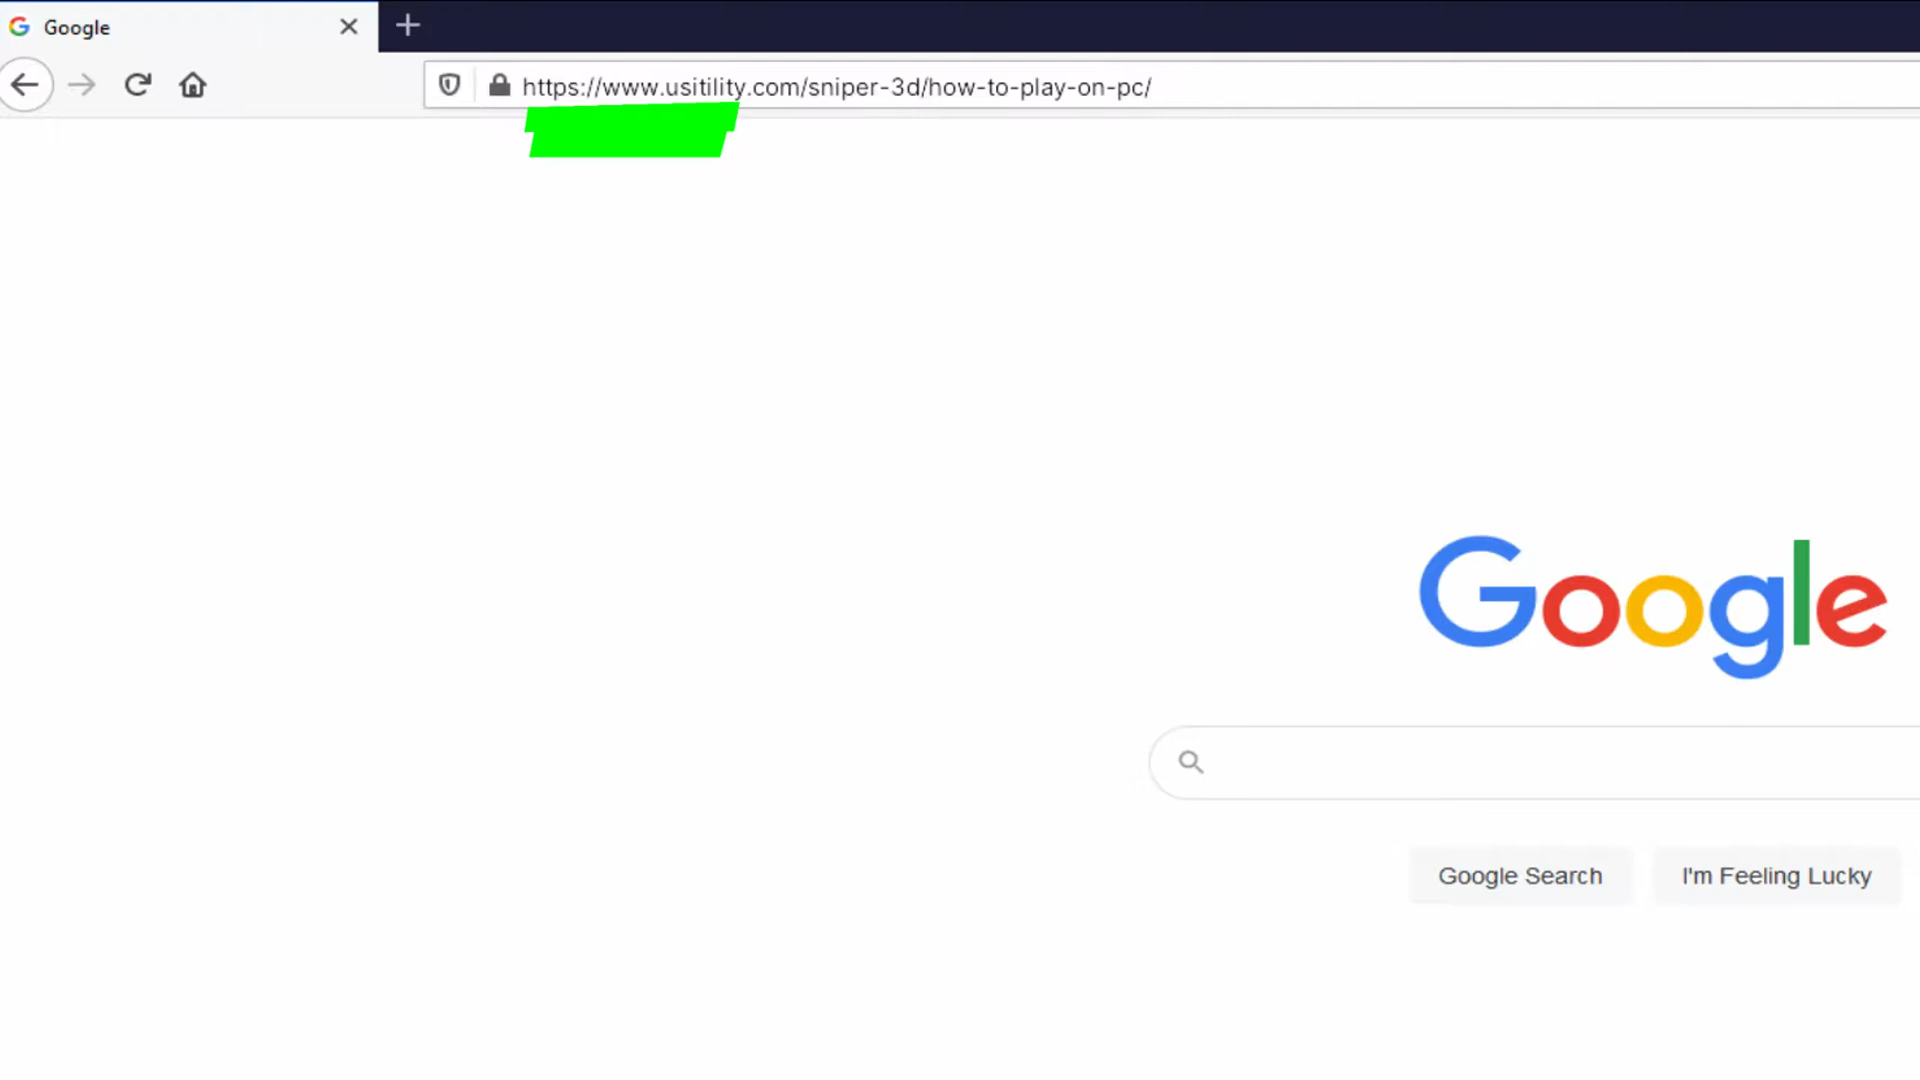 Google
https://www.usitility.com/sniper-3d/how-to-play-on-pc/
Google
Google Search
I'm Feeling Lucky